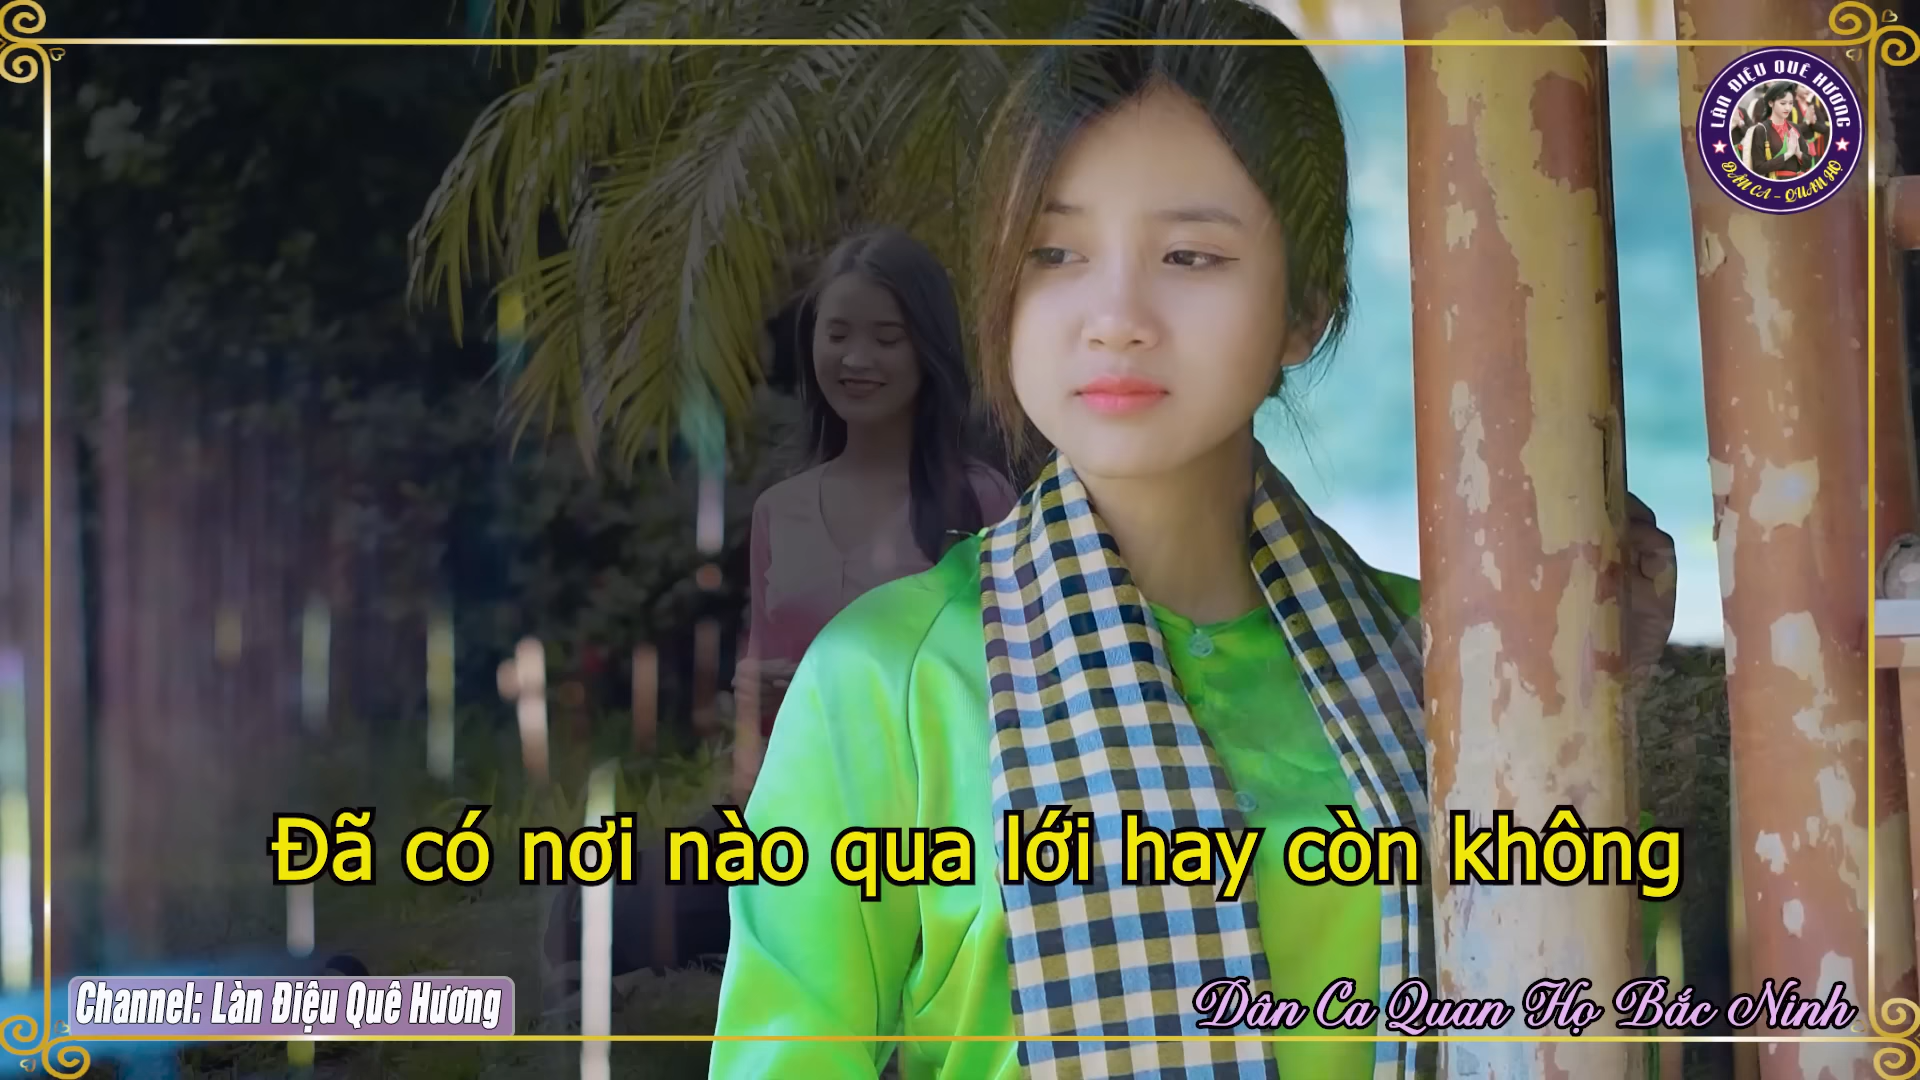 LÀN ĐIỆU QUÊ HƯƠNG
DÂN CA - QUAN HỌ
Đã có nơi nào qua lới hay còn không
Channel: Làn Điệu Quê Hương
Dân Ca Quan Họ Bắc Ninh